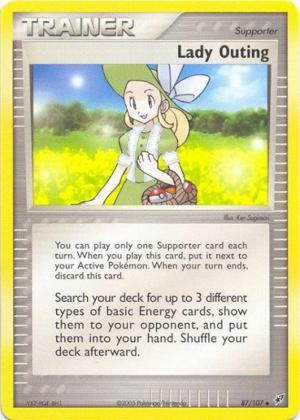 TRAINER
Supporter
Lady Outing
Illus. Ken Sugimori
You can play only one Supporter card each
turn. When you play this card, put it next to
your Active Pokémon. When your turn ends,
discard this card.
Search your deck for up to 3 different
types of basic Energy cards, show
them to your opponent, and put
them into your hand. Shuffle your
deck afterward.
©2005 Pokémon/Nintendo
87/107